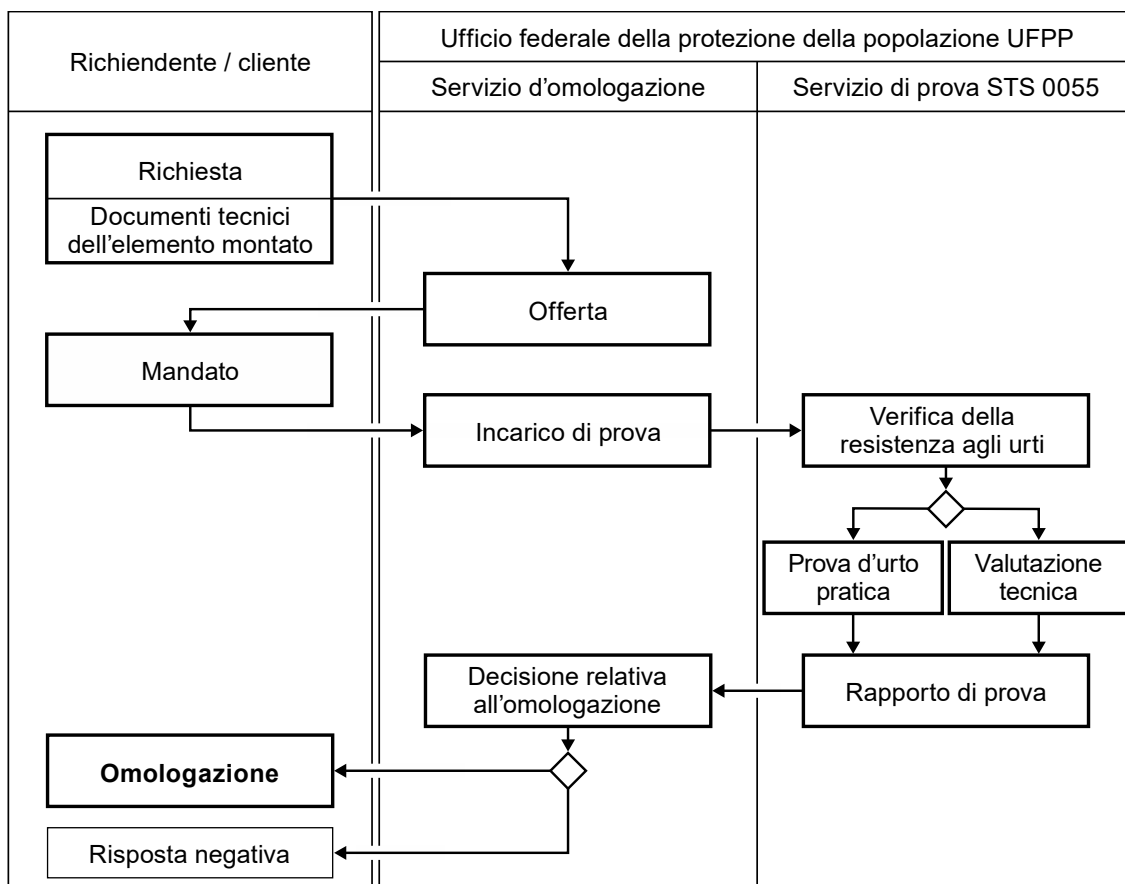 Richiendente / cliente
Ufficio federale della protezione della popolazione UFPP
Servizio d’omologazione
Servizio di prova STS 0055
Richiesta
Documenti tecnici
dell’elemento montato
Offerta
Mandato
Incarico di prova
Verifica della
resistenza agli urti
Prova d’urto
pratica
Valutazione
tecnica
Decisione relativa
all’omologazione
Rapporto di prova
Omologazione
Risposta negativa